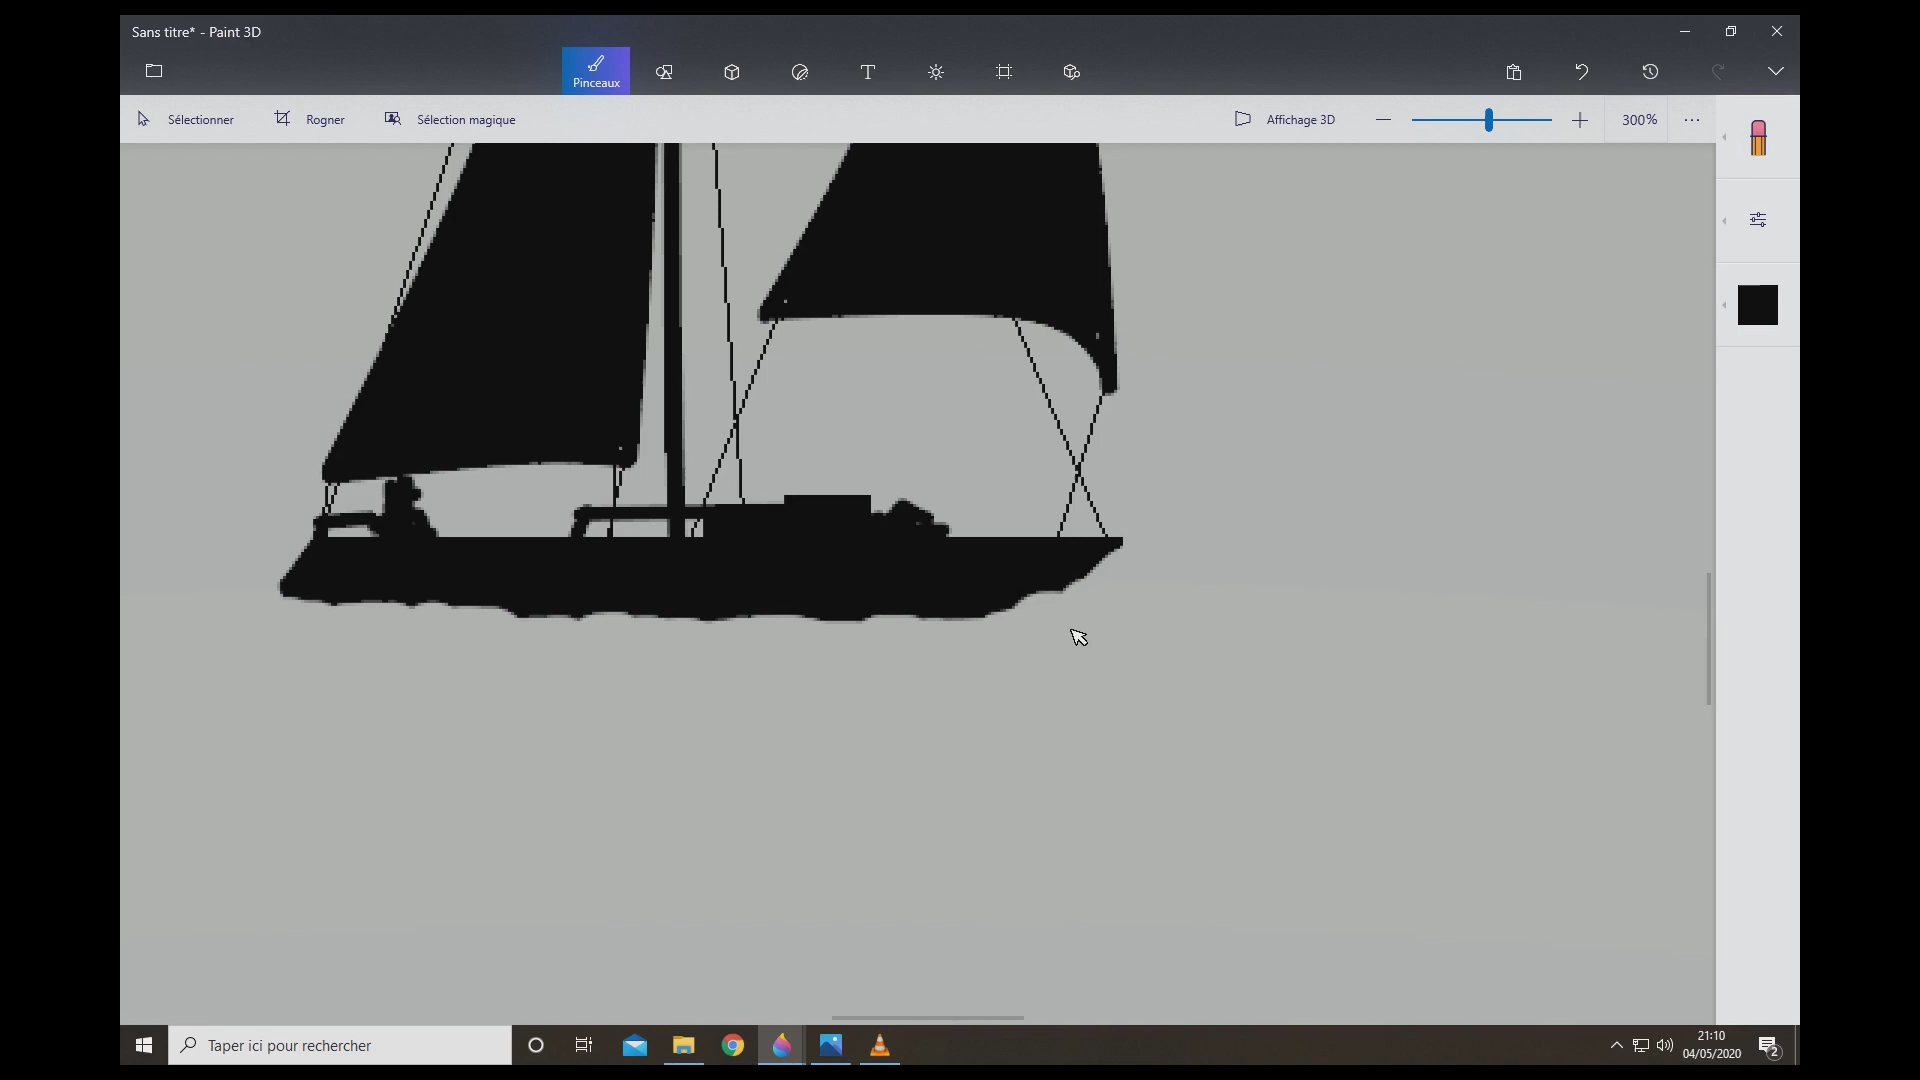 Sans titre* - Paint 3D
Pinceaux
Sélectionner
Rogner
Sélection magique
Affichage 3D
300%
Taper ici pour rechercher
21:10
04/05/2020
2